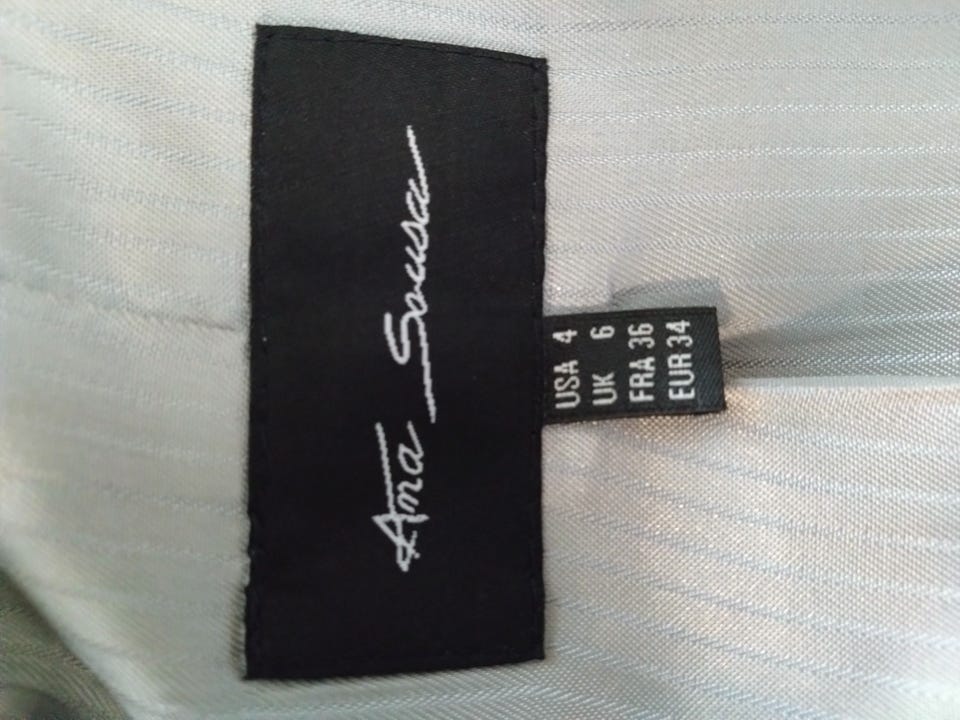 Ana Sousa
USA 4
UK 6
FRA 36
EUR 34